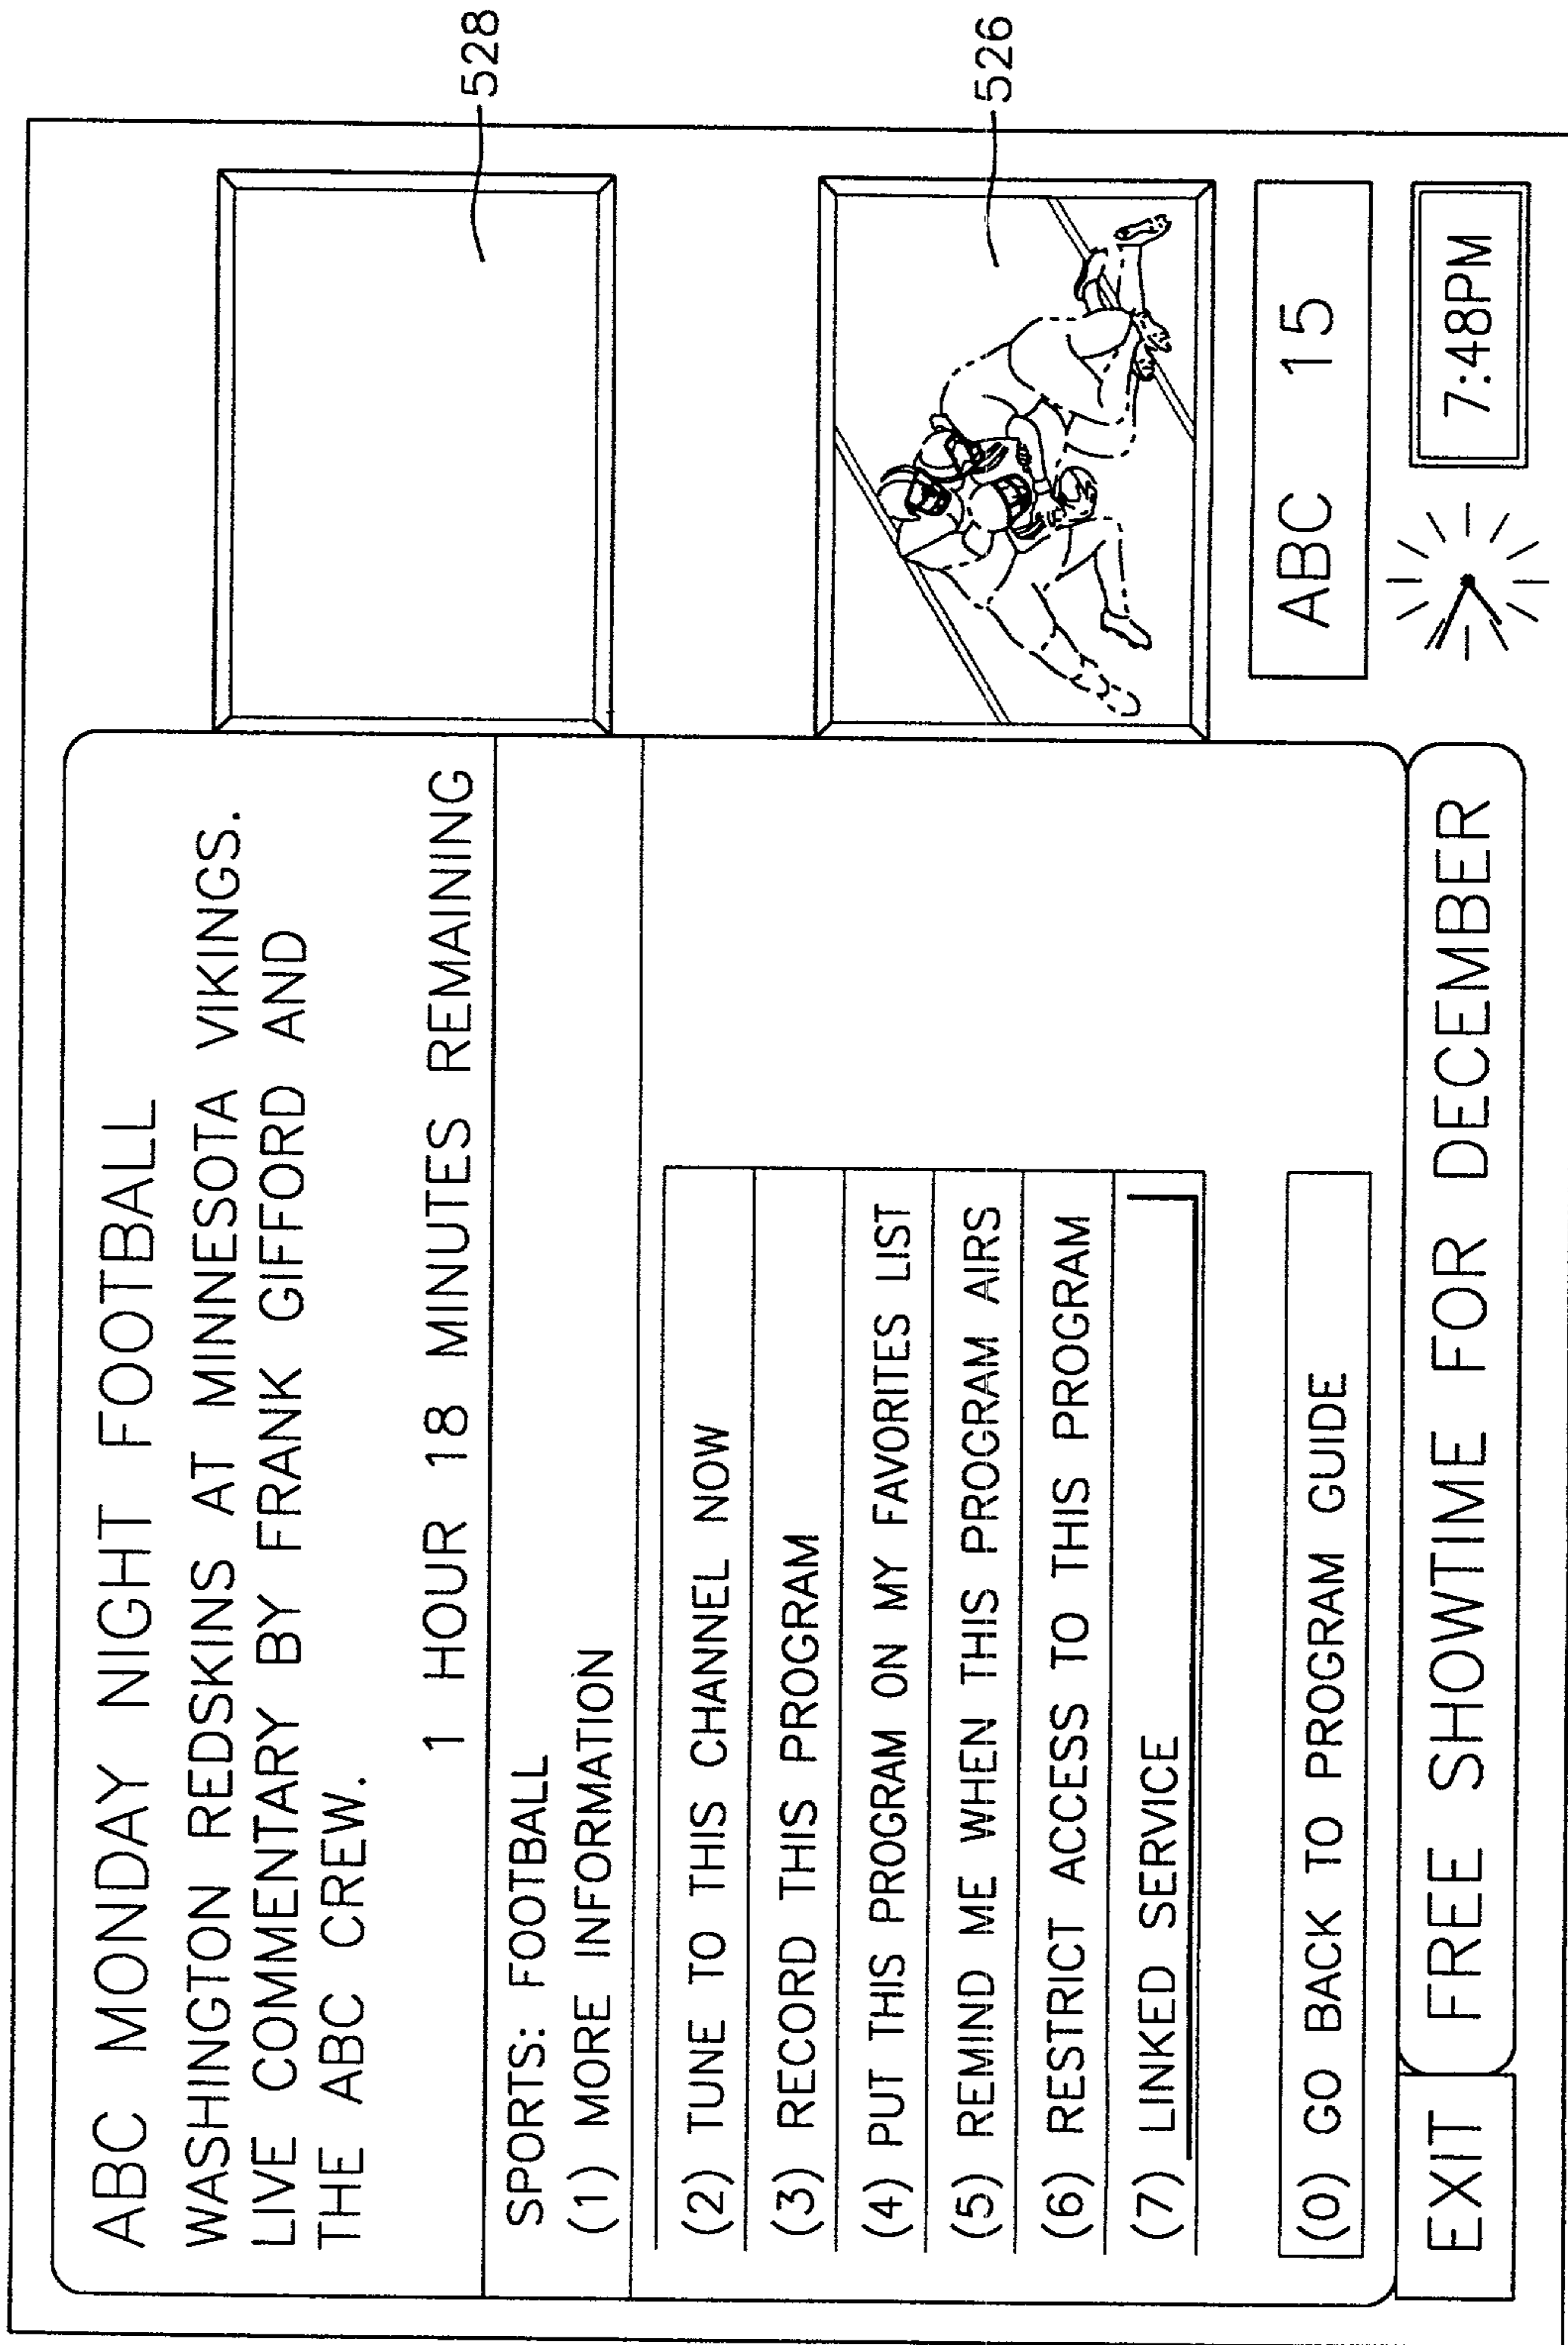 ABC MONDAY NIGHT FOOTBALL
WASHINGTON REDSKINS AT MINNESOTA VIKINGS.
LIVE COMMENTARY BY FRANK GIFFORD AND
THE ABC CREW.
1 HOUR 18 MINUTES REMAINING
SPORTS: FOOTBALL
(1) MORE INFORMATION
(2) TUNE TO THIS CHANNEL NOW
(3) RECORD THIS PROGRAM
(4) PUT THIS PROGRAM ON MY FAVORITES LIST
(5) REMIND ME WHEN THIS PROGRAM AIRS
(6) RESTRICT ACCESS TO THIS PROGRAM
(7) LINKED SERVICE
(0) GO BACK TO PROGRAM GUIDE
EXIT
FREE SHOWTIME FOR DECEMBER
528
526
ABC 15
7:48PM